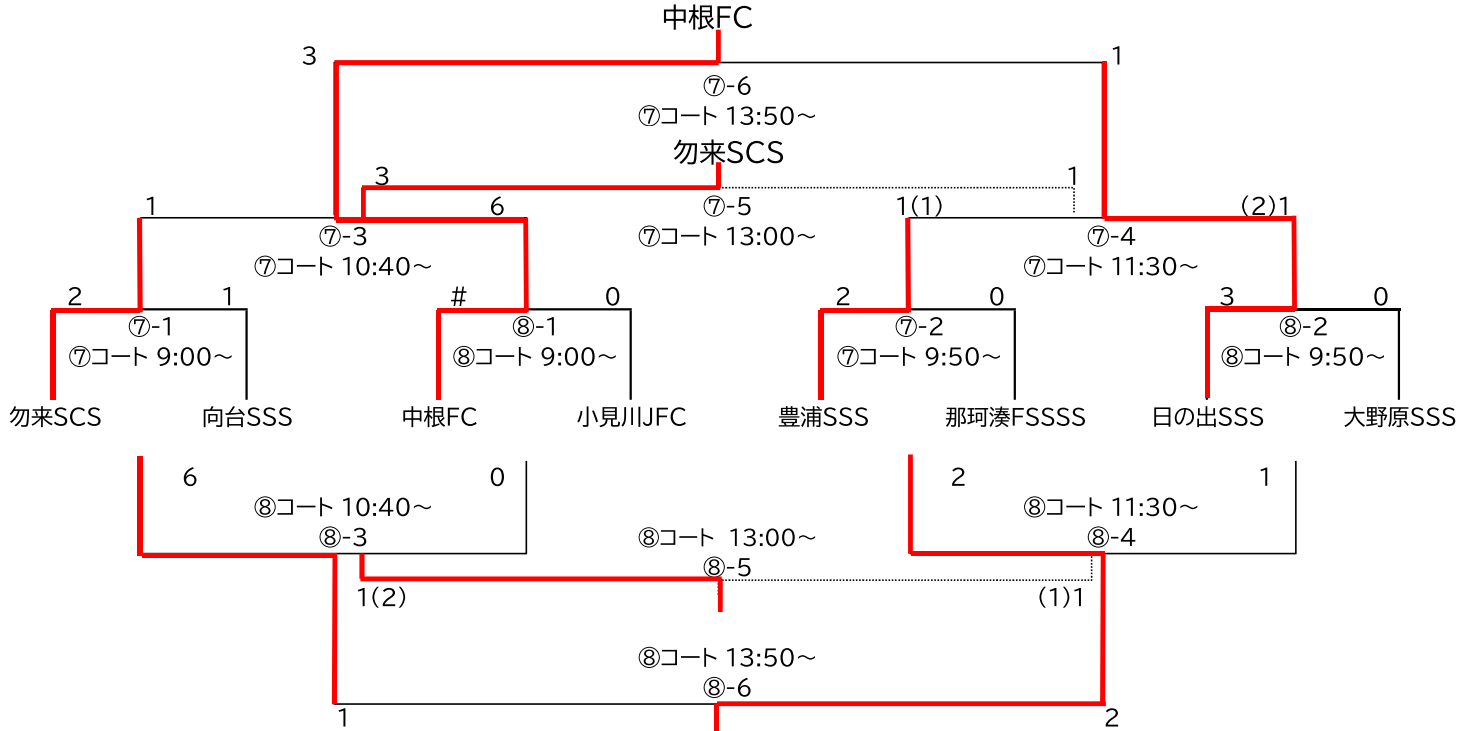 中根FC
3 1
⑦-6
⑦コート 13:50～
勿来SCS
3 1
⑦-5
⑦コート 13:00～
1 6 1(1) (2)1
⑦-3 ⑦-4
⑦コート 10:40～ ⑦コート 11:30～
2 1 # 0 2 0 3 0
⑦-1 ⑧-1 ⑦-2 ⑧-2
⑦コート 9:00～ ⑧コート 9:00～ ⑦コート 9:50～ ⑧コート 9:50～
勿来SCS 向台SSS 中根FC 小見川JFC 豊浦SSS 那珂湊FSSSS 日の出SSS 大野原SSS
6 0 2 1
⑧コート 10:40～ ⑧コート 11:30～
⑧-3 ⑧-4
⑧コート 13:00～
⑧-5
1(2) (1)1
⑧コート 13:50～
⑧-6
1 2